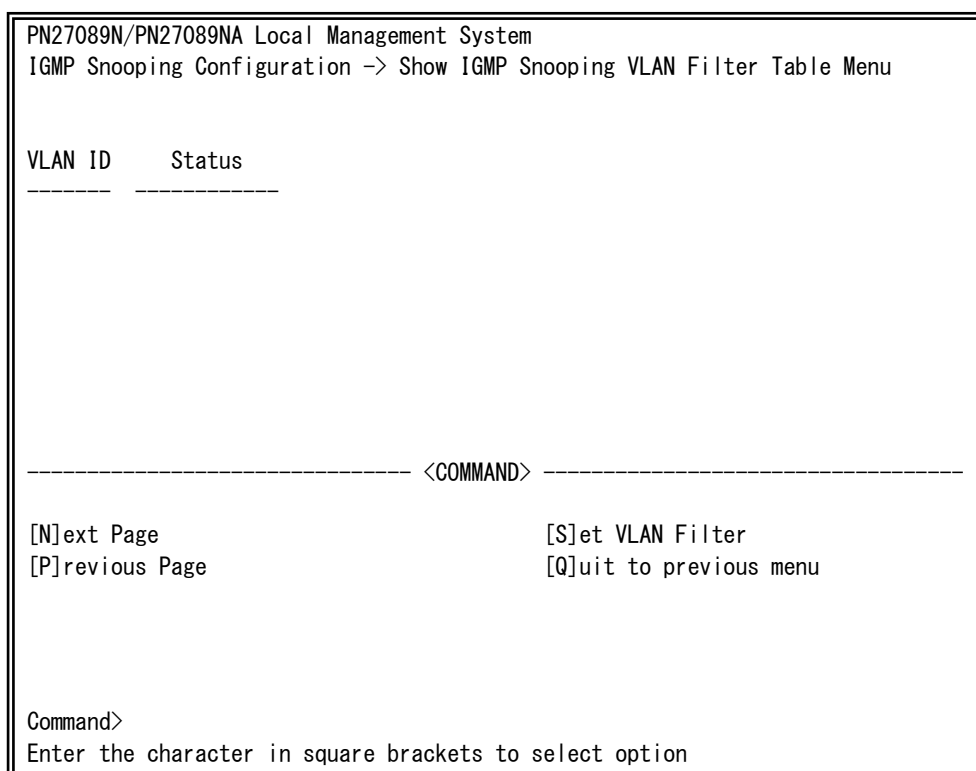 PN27089N/PN27089NA Local Management System
IGMP Snooping Configuration -> Show IGMP Snooping VLAN Filter Table Menu
VLAN ID Status
------- ------------
-------------------------------- <COMMAND> -----------------------------------
[N]ext Page [S]et VLAN Filter
[P]revious Page [Q]uit to previous menu
Command>
Enter the character in square brackets to select option